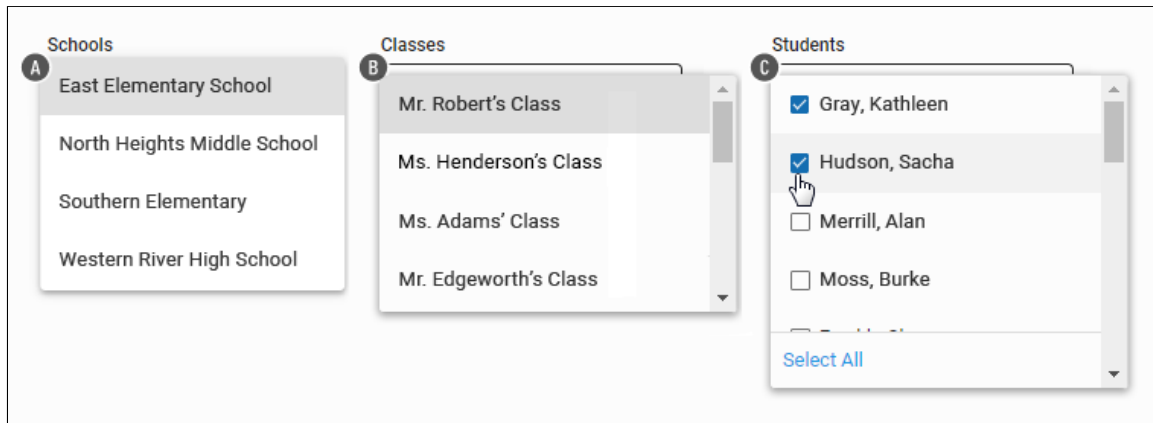 Schools
A
East Elementary School
North Heights Middle School
Southern Elementary
Western River High School
Classes
B
Mr. Robert's Class
Ms. Henderson's Class
Ms. Adams' Class
Mr. Edgeworth's Class
Students
C
Gray, Kathleen
Hudson, Sacha
Merrill, Alan
Moss, Burke
Select All